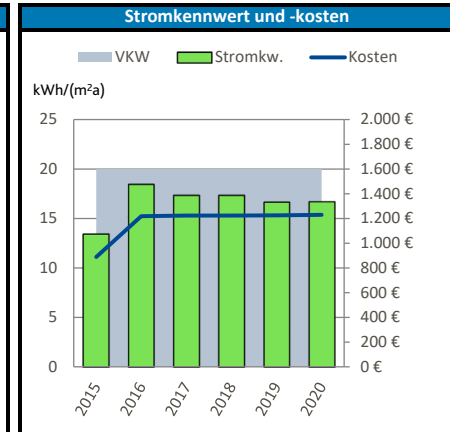 Stromkennwert und -kosten
VKW Stromkw. Kosten
kWh/(m²a)
25 2.000 €
1.800 €
20 1.600 €
1.400 €
15 1.200 €
1.000 €
10 800 €
600 €
5 400 €
200 €
0 0 €
2015 2016 2017 2018 2019 2020